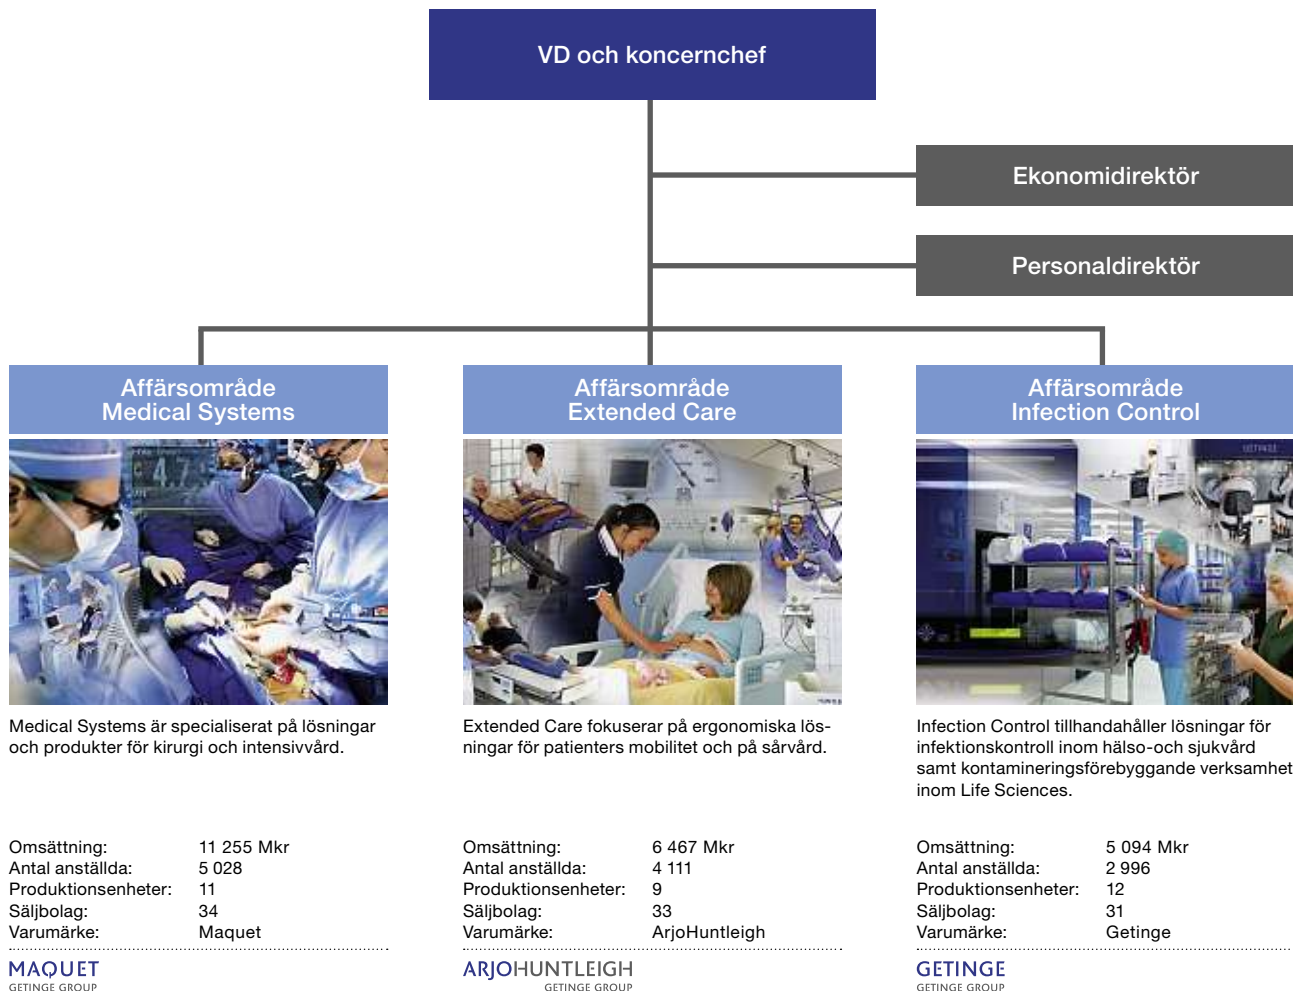 VD och koncernchef
Ekonomidirektör
Personaldirektör
Affärsområde
Medical Systems
Affärsområde
Extended Care
Affärsområde
Infection Control
4.7
GETINGE
Medical Systems är specialiserat på lösningar
och produkter för kirurgi och intensivvård.
Extended Care fokuserar på ergonomiska lös-
ningar för patienters mobilitet och på sårvård.
Infection Control tillhandahåller lösningar för
infektionskontroll inom hälso-och sjukvård
samt kontamineringsförebyggande verksamhet
inom Life Sciences.
Omsättning: 11 255 Mkr
Antal anställda: 5 028
Produktionsenheter: 11
Säljbolag: 34
Varumärke: Maquet
MAQUET
GETINGE GROUP
Omsättning: 6 467 Mkr
Antal anställda: 4 111
Produktionsenheter: 9
Säljbolag: 33
Varumärke: ArjoHuntleigh
ARJOHUNTLEIGH
GETINGE GROUP
Omsättning: 5 094 Mkr
Antal anställda: 2 996
Produktionsenheter: 12
Säljbolag: 31
Varumärke: Getinge
GETINGE
GETINGE GROUP